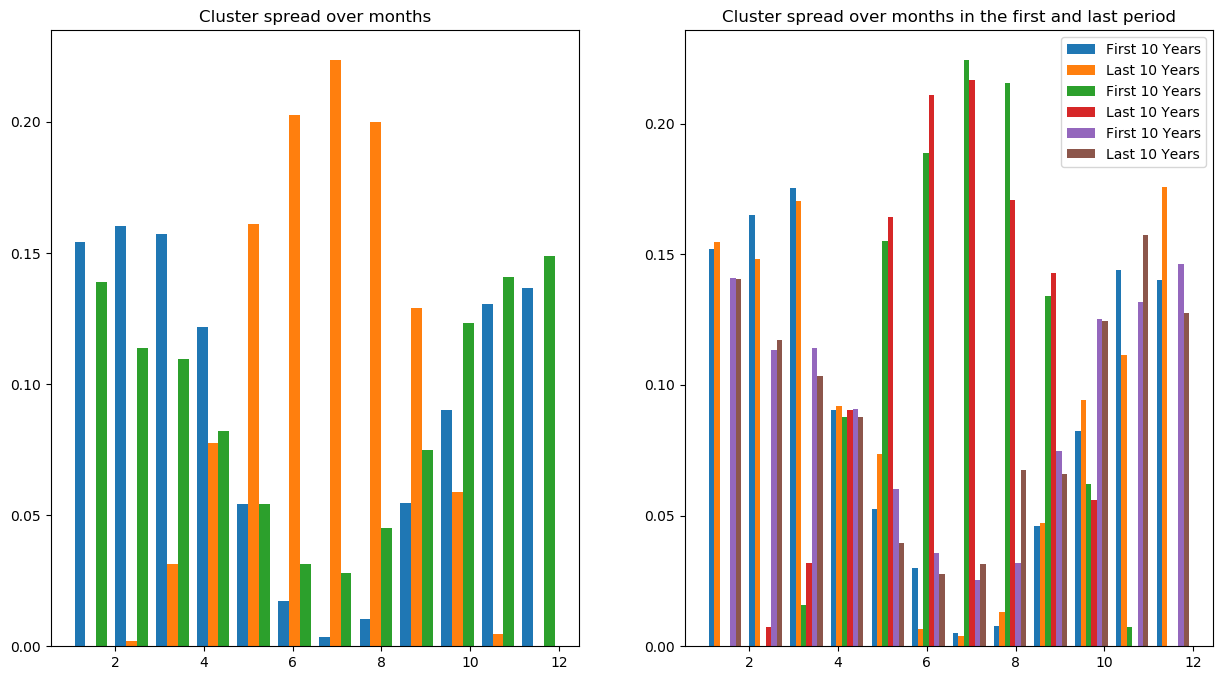 Cluster spread over months
0.20
0.15
0.10
0.05
0.00
2 4 6 8 10 12
Cluster spread over months in the first and last period
First 10 Years
Last 10 Years
First 10 Years
Last 10 Years
First 10 Years
Last 10 Years
0.20
0.15
0.10
0.05
0.00
2 4 6 8 10 12